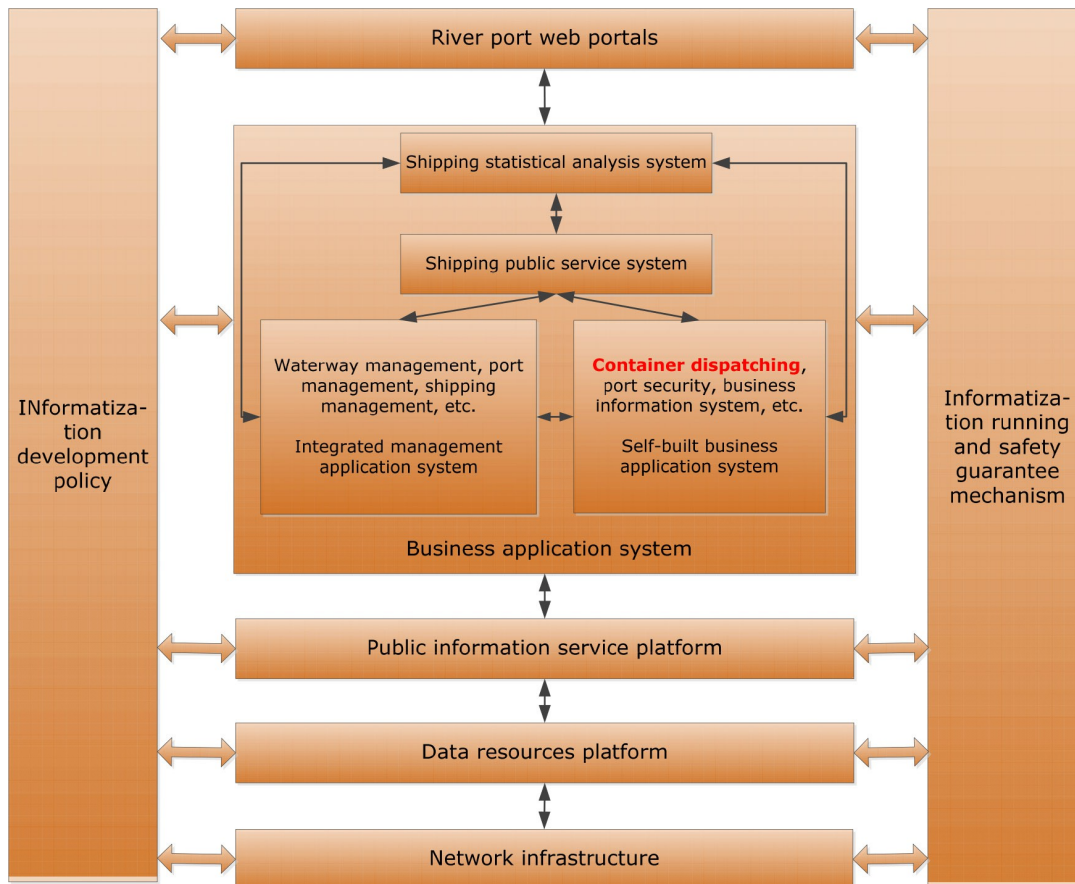 River port web portals
Shipping statistical analysis system
Shipping public service system
Waterway management, port
management, shipping
management, etc.
Integrated management
application system
Container dispatching,
port security, business
information system, etc.
Self-built business
application system
Business application system
INformatiza-
tion
development
policy
Informatiza-
tion running
and safety
guarantee
mechanism
Public information service platform
Data resources platform
Network infrastructure